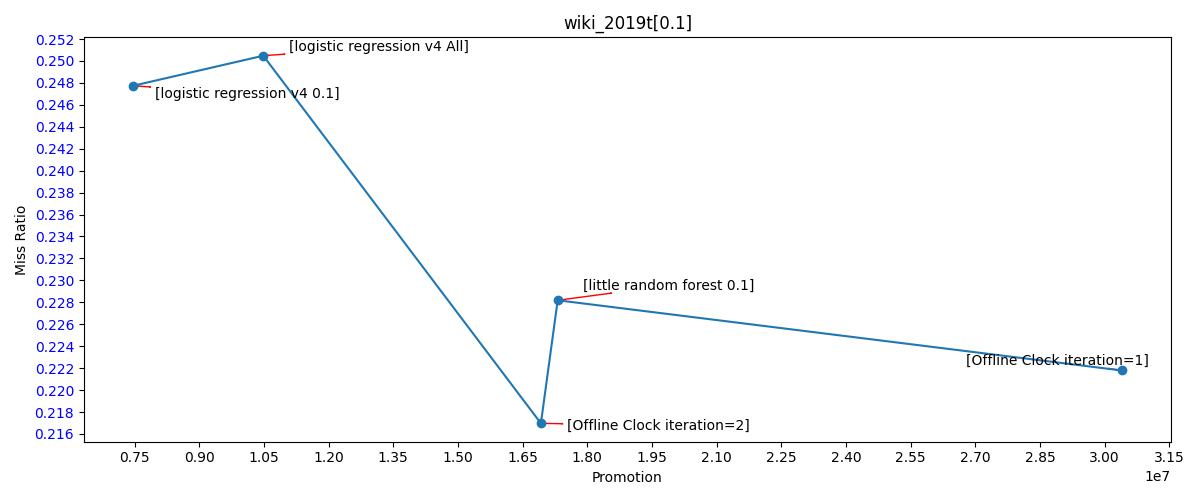 wiki_2019t[0.1]
0.252
0.250
0.248
0.246
0.244
0.242
0.240
0.238
0.236
0.234
0.232
0.230
0.228
0.226
0.224
0.222
0.220
0.218
0.216
Miss Ratio
[logistic regression v4 All]
[logistic regression v4 0.1]
[little random forest 0.1]
[Offline Clock iteration=1]
[Offline Clock iteration=2]
0.75 0.90 1.05 1.20 1.35 1.50 1.65 1.80 1.95 2.10 2.25 2.40 2.55 2.70 2.85 3.00 3.15
1e7
Promotion